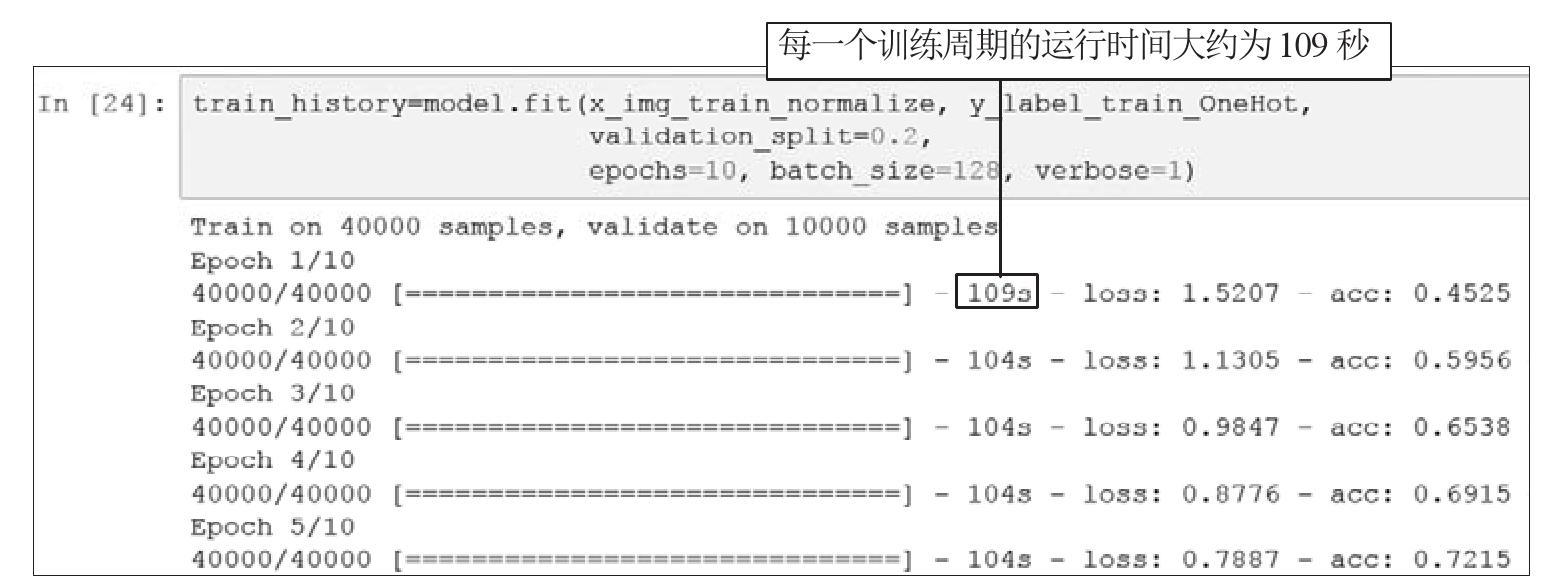 每一个训练周期的运行时间大约为 109 秒
In [24]: train_history=model.fit(x_img_train_normalize, y_label_train_OneHot,
validation_split=0.2,
epochs=10, batch_size=128, verbose=1)
Train on 40000 samples, validate on 10000 samples
Epoch 1/10
40000/40000 [==============================] - 109s - loss: 1.5207 - acc: 0.4525
Epoch 2/10
40000/40000 [==============================] - 104s - loss: 1.1305 - acc: 0.5956
Epoch 3/10
40000/40000 [==============================] - 104s - loss: 0.9847 - acc: 0.6538
Epoch 4/10
40000/40000 [==============================] - 104s - loss: 0.8776 - acc: 0.6915
Epoch 5/10
40000/40000 [==============================] - 104s - loss: 0.7887 - acc: 0.7215